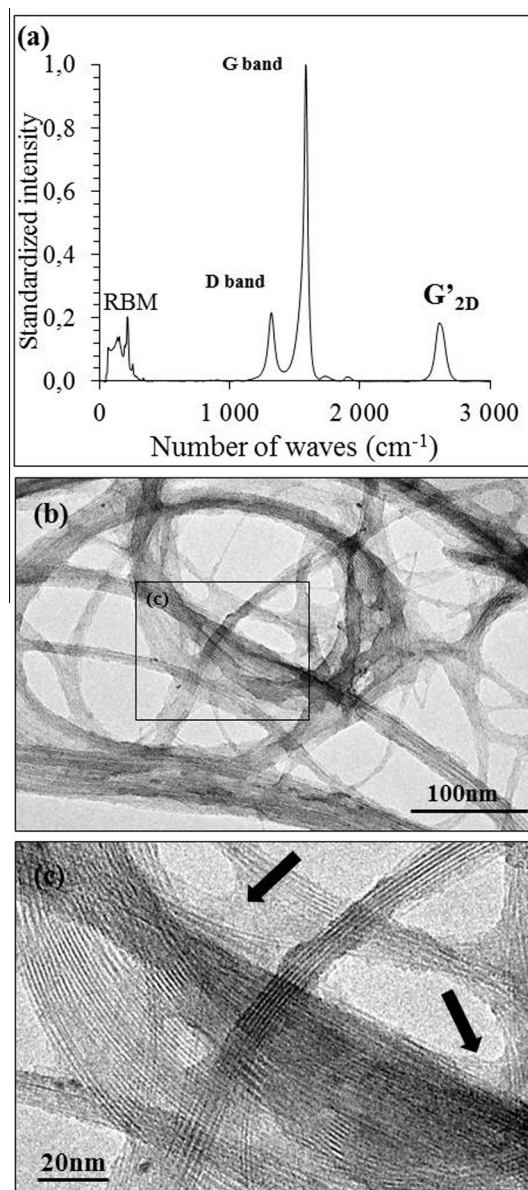 (a)
G band
1,0
0,8
0,6
0,4
0,2
0,0
Standardized intensity
D band
RBM
G'2D
0 1 000 2 000 3 000
Number of waves (cm-1)
(b)
(c)
100nm
(c)
20nm